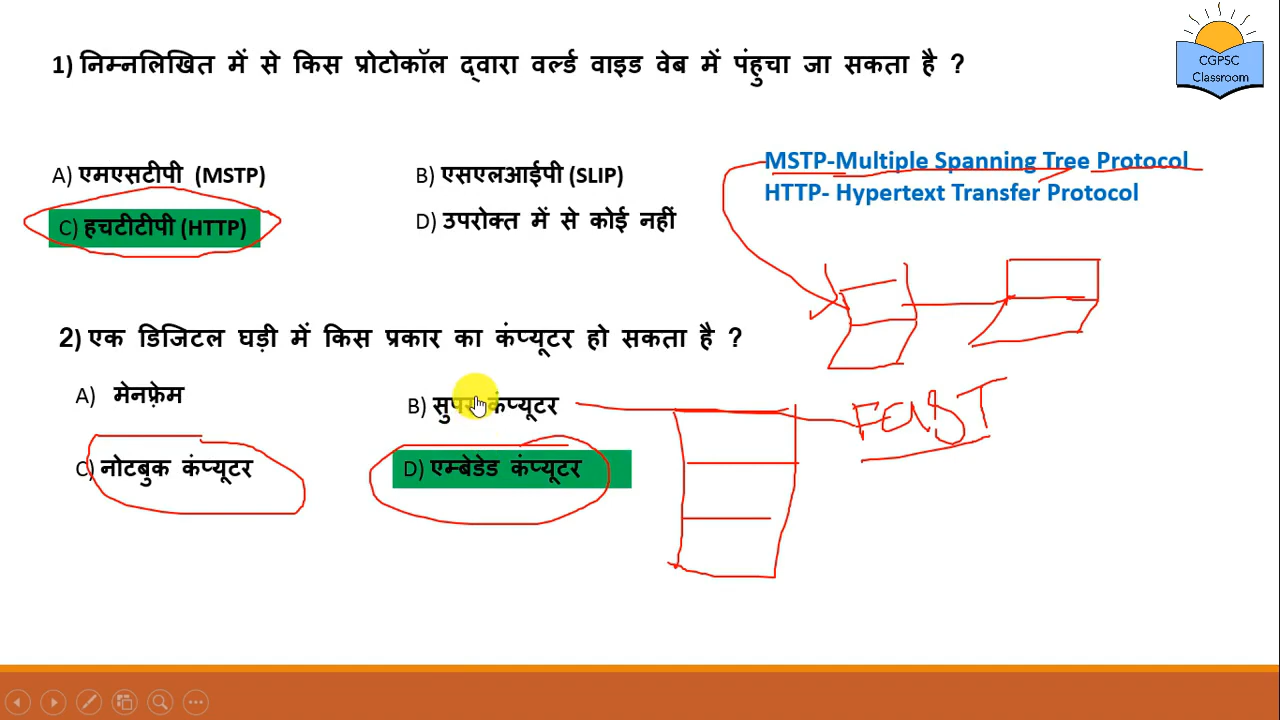 1) निम्नलिखित में से किस प्रोटोकॉल द्वारा वर्ल्ड वाइड वेब में पंहुचा जा सकता है ?
CGPSC
Classroom
A) एमएसटीपी (MSTP)
B) एसएलआईपी (SLIP)
C) हचटीटीपी (HTTP)
D) उपरोक्त में से कोई नहीं
MSTP-Multiple Spanning Tree Protocol
HTTP- Hypertext Transfer Protocol
2) एक डिजिटल घड़ी में किस प्रकार का कंप्यूटर हो सकता है ?
A) मेनफ़्रेम
B) सुपर कंप्यूटर
C) नोटबुक कंप्यूटर
D) एम्बेडेड कंप्यूटर